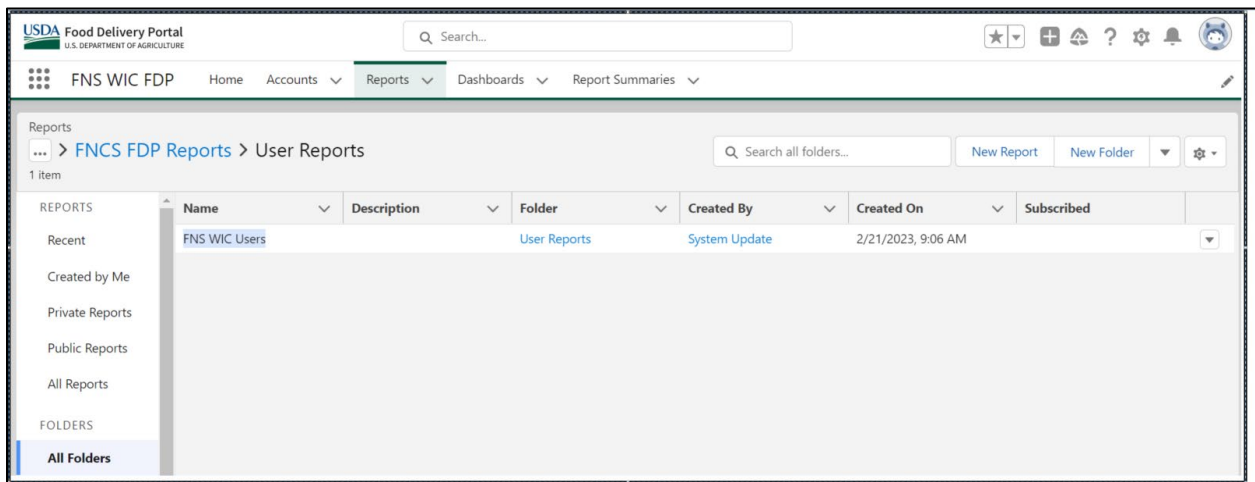 USDA Food Delivery Portal
U.S. DEPARTMENT OF AGRICULTURE
Search...
FNS WIC FDP Home Accounts Reports Dashboards Report Summaries
Reports
... > FNCS FDP Reports > User Reports
1 item
Search all folders...
New Report
New Folder
REPORTS
Name Description Folder Created By Created On Subscribed
Recent
FNS WIC Users User Reports System Update 2/21/2023, 9:06 AM
Created by Me
Private Reports
Public Reports
All Reports
FOLDERS
All Folders